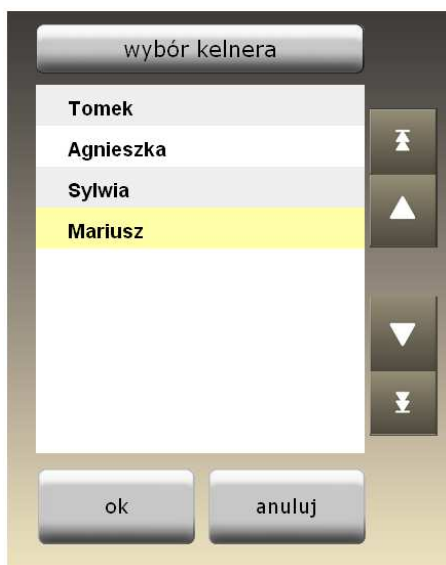 wybór kelnera
Tomek
Agnieszka
Sylwia
Mariusz
ok
anuluj